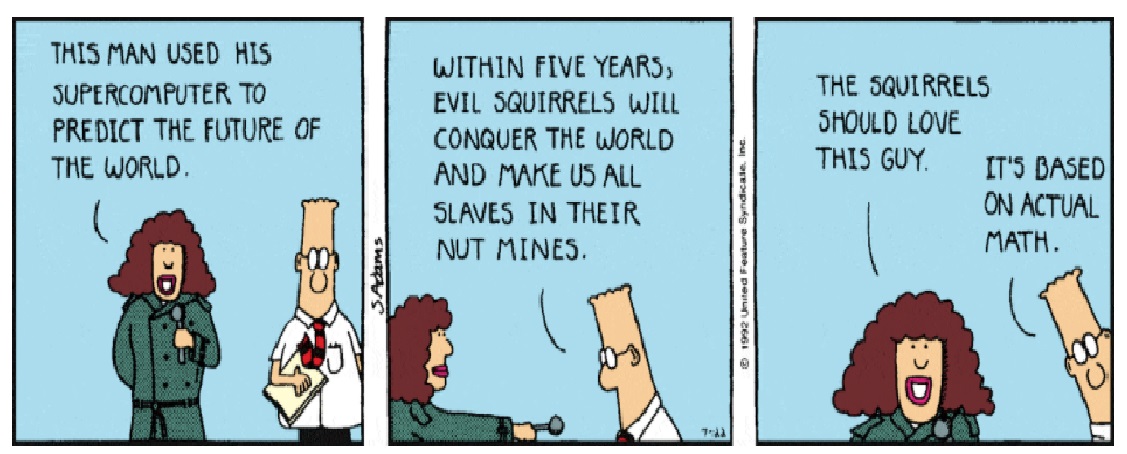 THIS MAN USED HIS
SUPERCOMPUTER TO
PREDICT THE FUTURE OF
THE WORLD.
S.Adams
WITHIN FIVE YEARS,
EVIL SQUIRRELS WILL
CONQUER THE WORLD
AND MAKE US ALL
SLAVES IN THEIR
NUT MINES.
7-22
© 1992 United Feature Syndicate, Inc.
THE SQUIRRELS
SHOULD LOVE
THIS GUY.
IT'S BASED
ON ACTUAL
MATH.